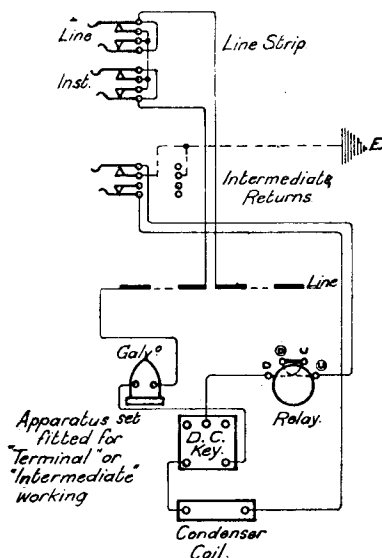 Line
Line Strip
Inst.
E
Intermediate
Returns
Line
Galvo.
D U
D U
Relay.
Apparatus set
fitted for
"Terminal" or
"Intermediate"
working
D. C.
Key.
Condenser
Coil.